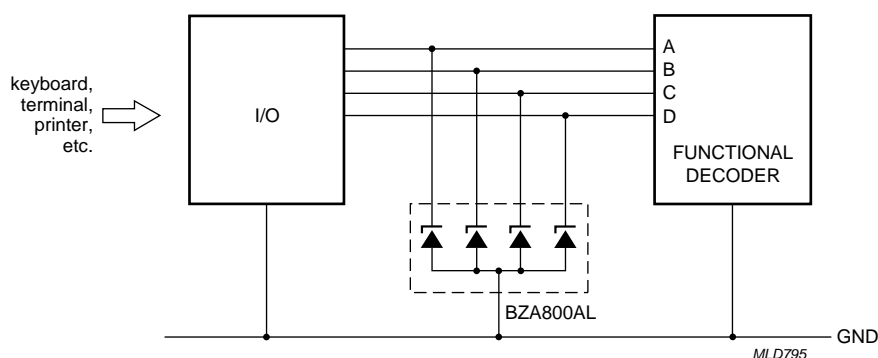 keyboard,
terminal,
printer,
etc.
I/O
A
B
C
D
FUNCTIONAL
DECODER
BZA800AL
GND
MLD795